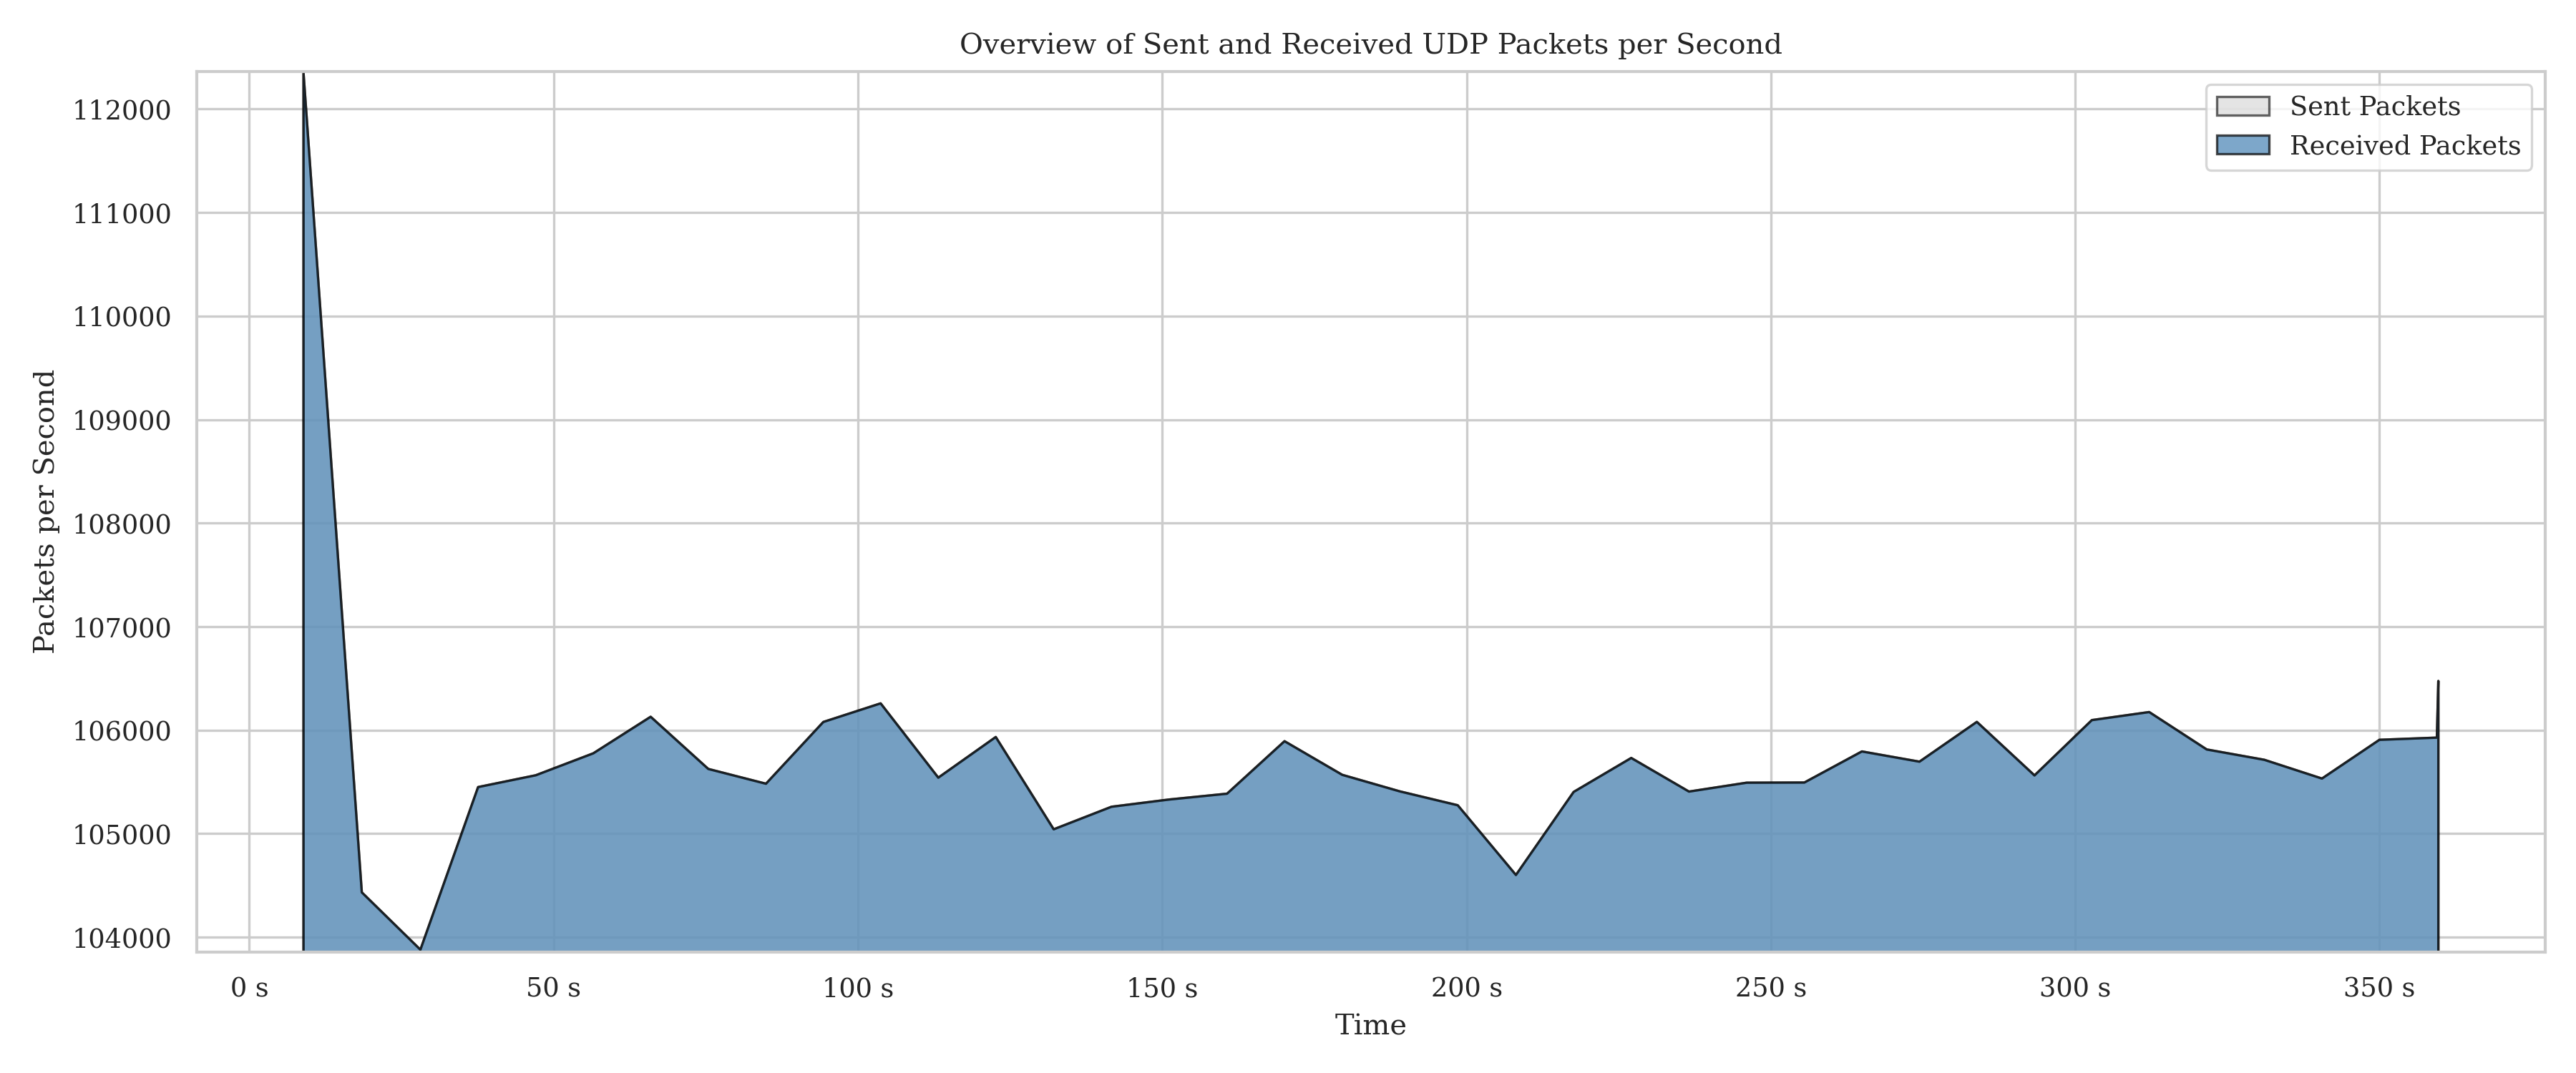 Overview of Sent and Received UDP Packets per Second
Sent Packets
Received Packets
Packets per Second
112000
111000
110000
109000
108000
107000
106000
105000
104000
0 s
50 s
100 s
150 s
200 s
250 s
300 s
350 s
Time